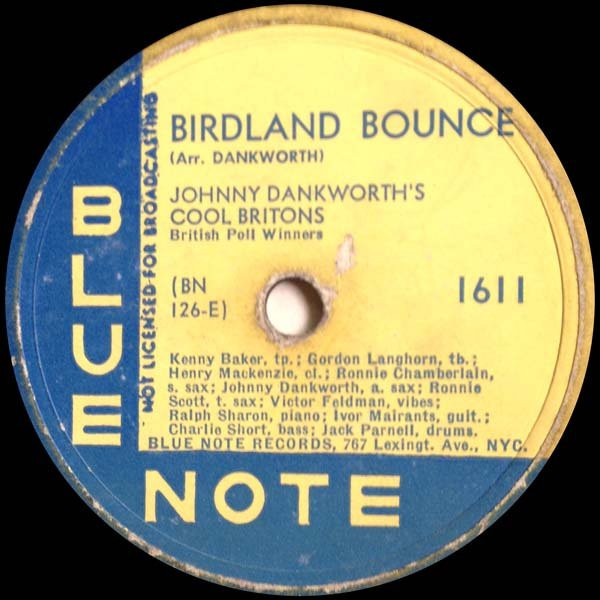 BIRDLAND BOUNCE
(Arr. DANKWORTH)
JOHNNY DANKWORTH'S
COOL BRITONS
British Poll Winners
(BN
126-E)
1611
Kenny Baker, tp.; Gordon Langhorn, tb.;
Henry Mackenzie, cl.; Ronnie Chamberlain,
s. sax; Johnny Dankworth, a. sax; Ronnie
Scott, t. sax; Victor Feldman, vibes;
Ralph Sharon, piano; Ivor Mairants, guit.;
Charlie Short, bass; Jack Parnell, drums.
BLUE NOTE RECORDS, 767 Lexingt. Ave., NYC.
NOT LICENSED FOR BROADCASTING
BLUE
NOTE